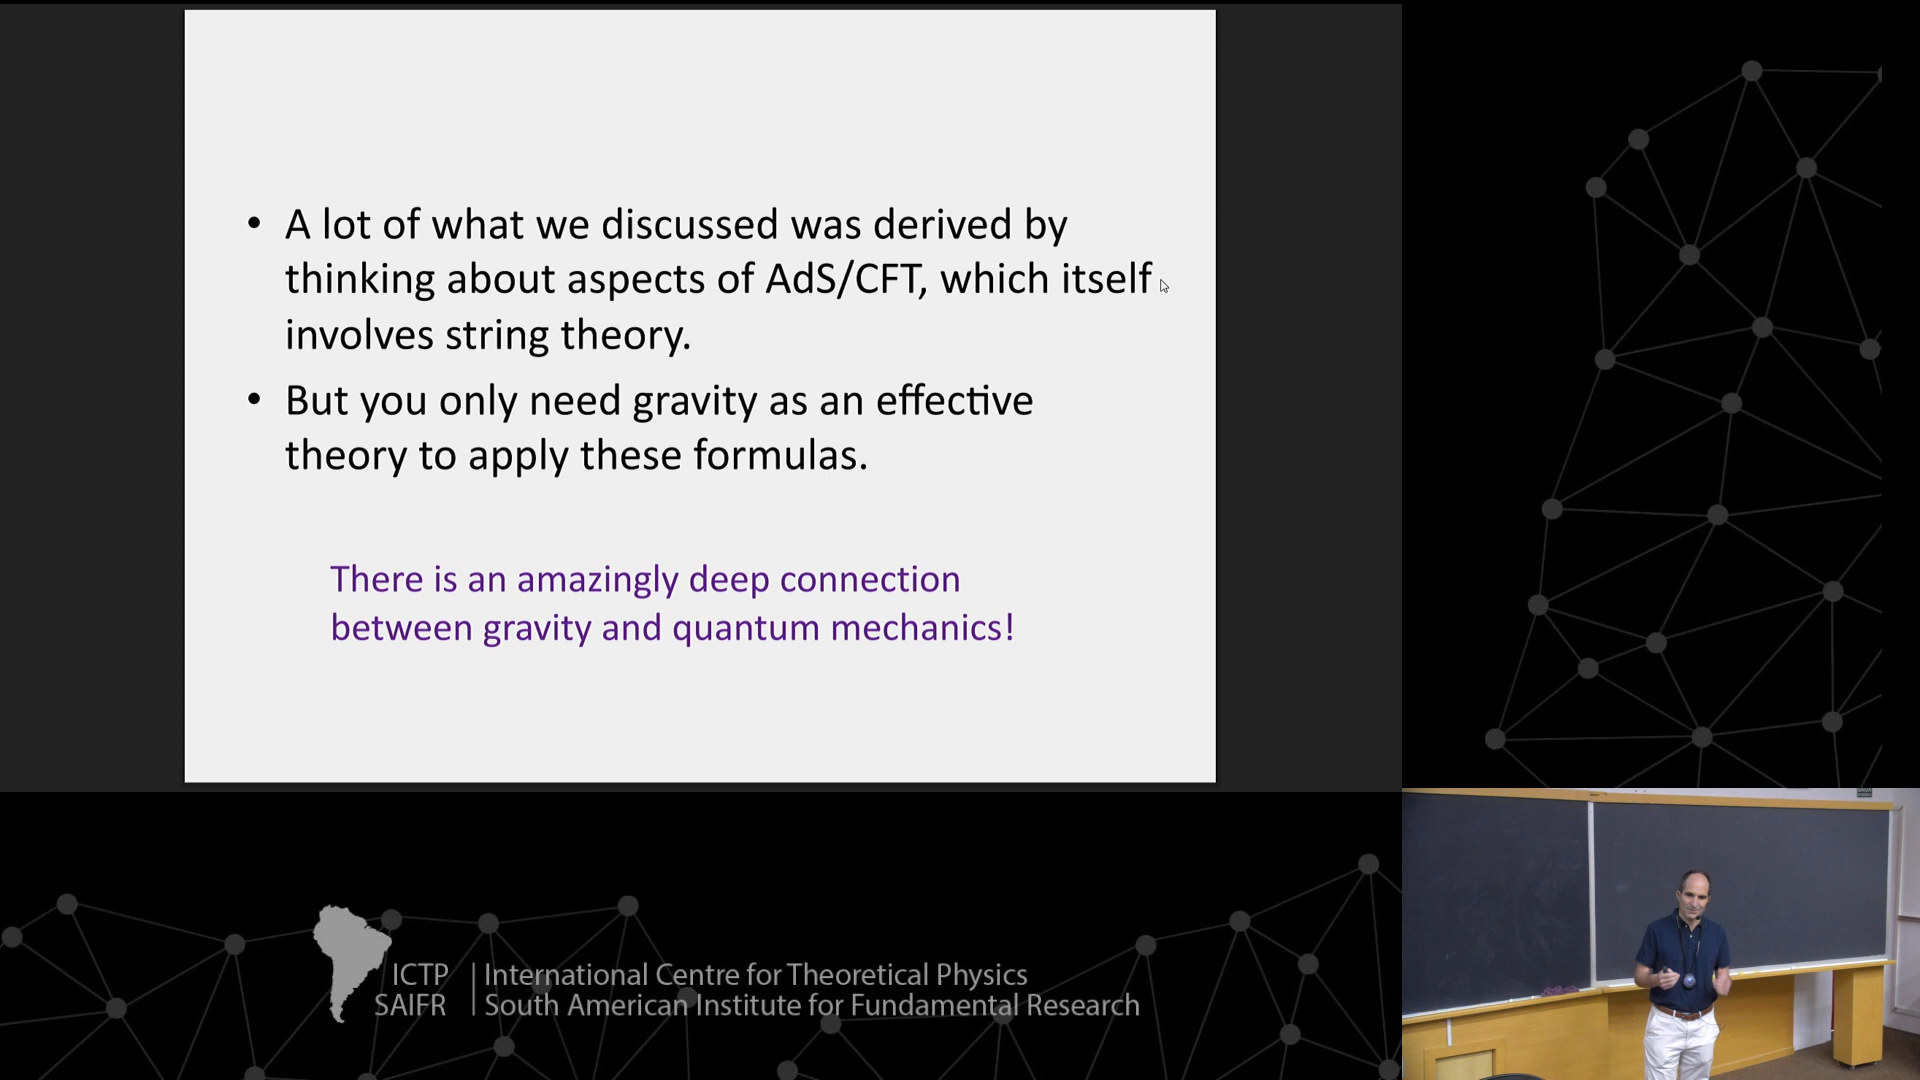 • A lot of what we discussed was derived by
thinking about aspects of AdS/CFT, which itself
involves string theory.
• But you only need gravity as an effective
theory to apply these formulas.
There is an amazingly deep connection
between gravity and quantum mechanics!
ICTP | International Centre for Theoretical Physics
SAIFR | South American Institute for Fundamental Research